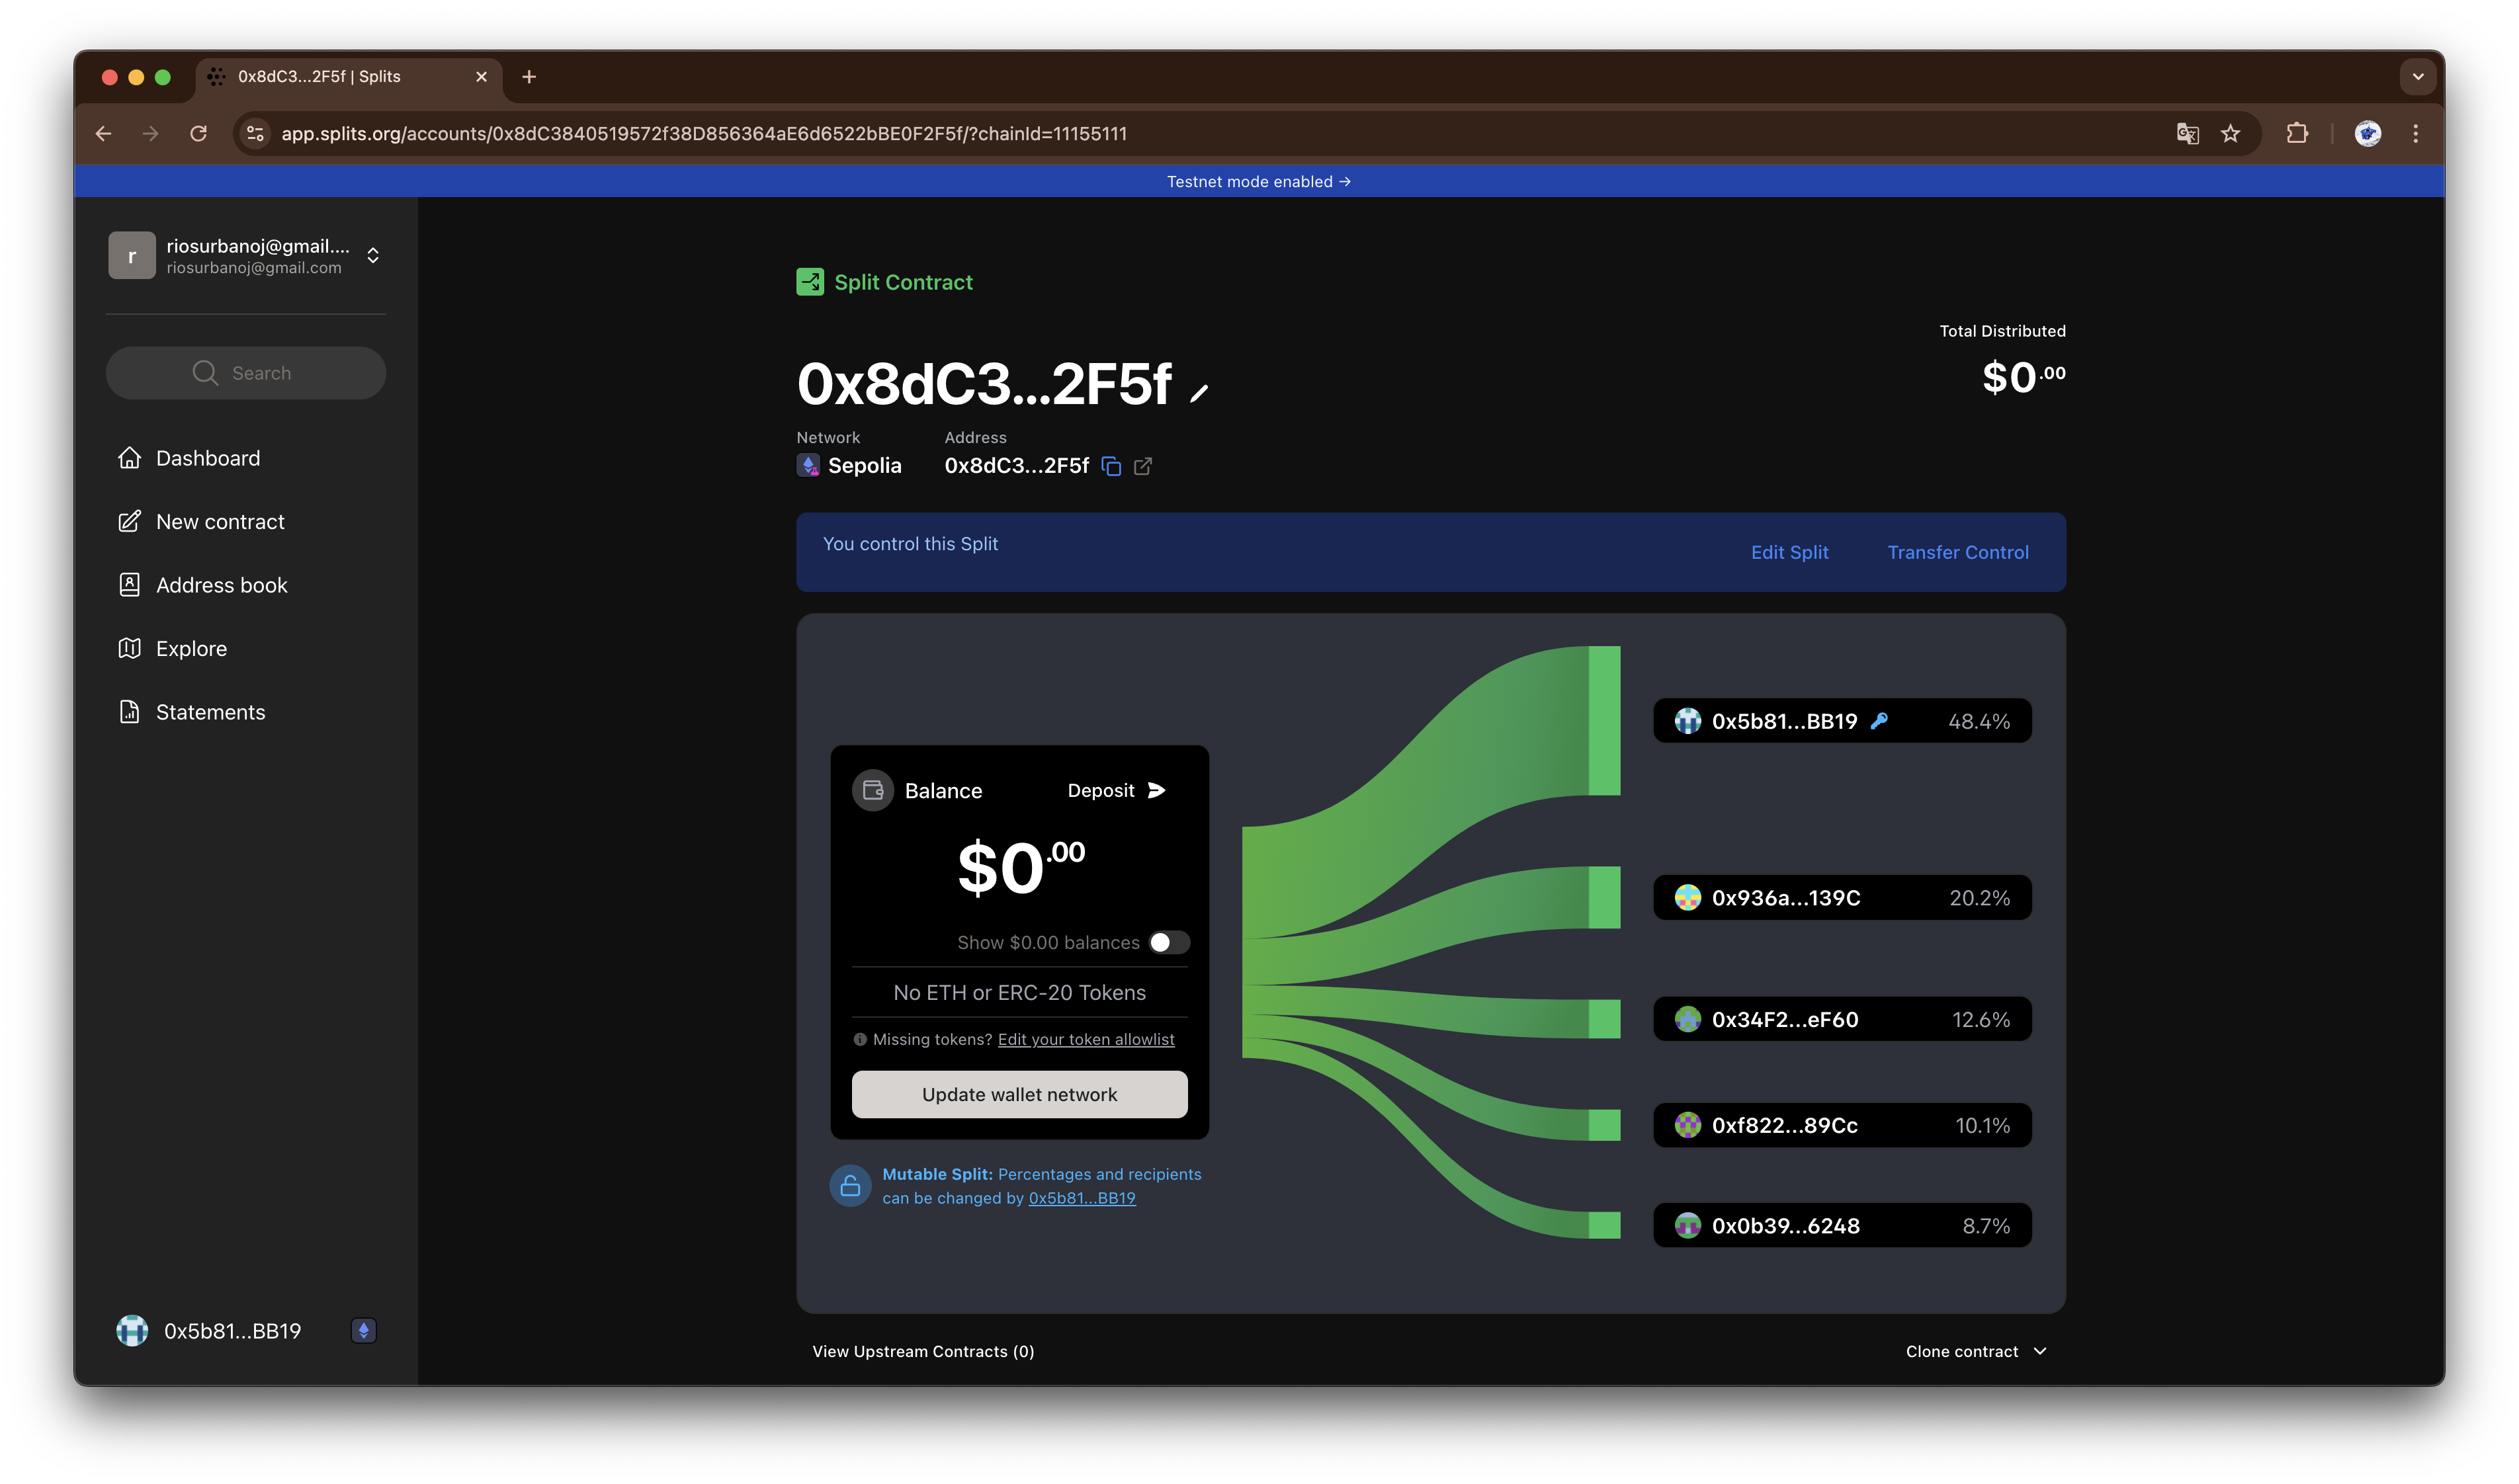 0x8dC3...2F5f | Splits
app.splits.org/accounts/0x8dC3840519572f38D856364aE6d6522bBE0F2F5f/?chainId=11155111
Testnet mode enabled →
r
riosurbanoj@gmail....
riosurbanoj@gmail.com
Search
Dashboard
New contract
Address book
Explore
Statements
0x5b81...BB19
Split Contract
0x8dC3...2F5f
Total Distributed
$0.00
Network
Address
Sepolia
0x8dC3...2F5f
You control this Split
Edit Split
Transfer Control
Balance
Deposit
$0.00
Show $0.00 balances
No ETH or ERC-20 Tokens
Missing tokens? Edit your token allowlist
Update wallet network
Mutable Split: Percentages and recipients
can be changed by 0x5b81...BB19
0x5b81...BB19 48.4%
0x936a...139C 20.2%
0x34F2...eF60 12.6%
0xf822...89Cc 10.1%
0x0b39...6248 8.7%
View Upstream Contracts (0)
Clone contract